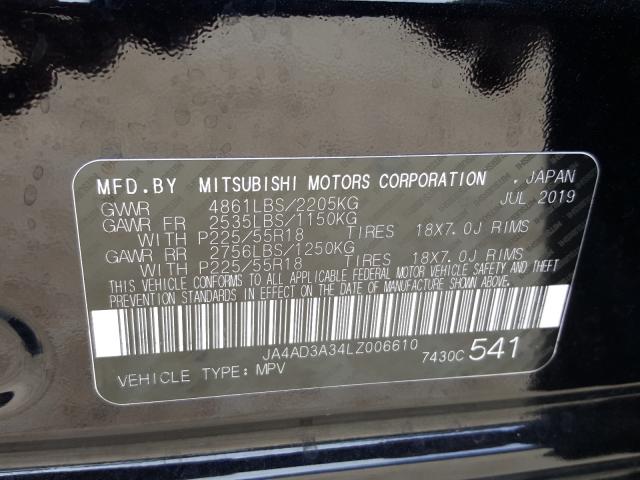 MFD.BY MITSUBISHI MOTORS CORPORATION , JAPAN
GVWR 4861LBS/2205KG JUL 2019
GAWR FR 2535LBS/1150KG
WITH P225/55R18 TIRES 18X7.0J RIMS
GAWR RR 2756LBS/1250KG
WITH P225/55R18 TIRES 18X7.0J RIMS
THIS VEHICLE CONFORMS TO ALL APPLICABLE FEDERAL MOTOR VEHICLE SAFETY AND THEFT
PREVENTION STANDARDS IN EFFECT ON THE DATE OF MANUFACTURE SHOWN ABOVE.
JA4AD3A34LZ006610
VEHICLE TYPE: MPV 7430C 541